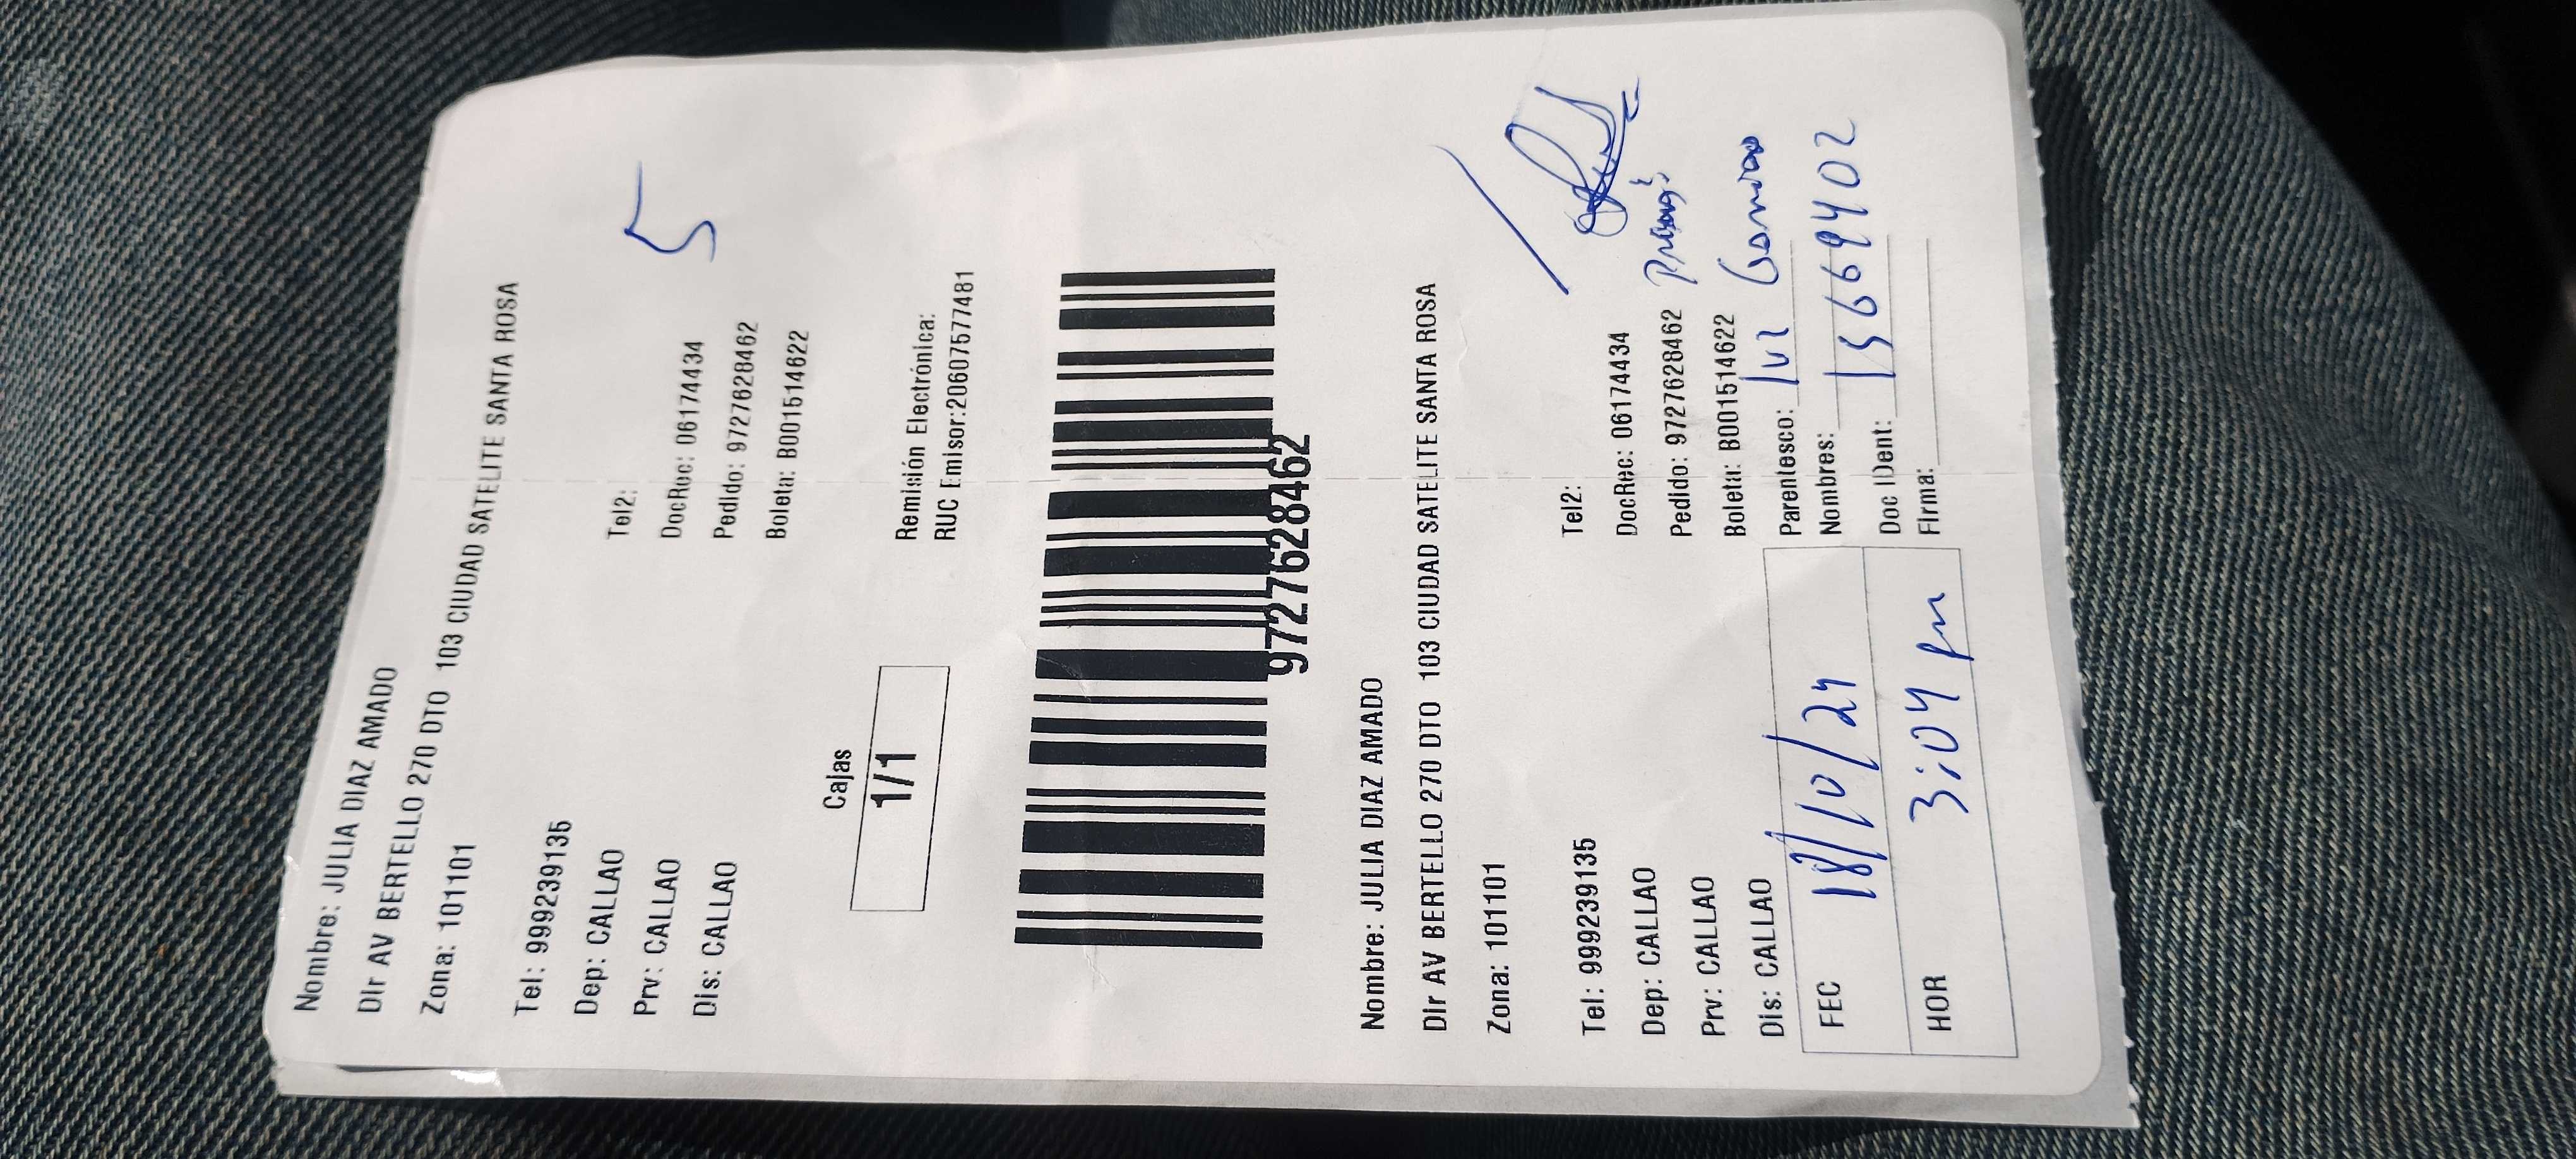 Nombre: JULIA DIAZ AMADO
Dir AV BERTELLO 270 DTO 103 CIUDAD SATELITE SANTA ROSA
Zona: 101101
Tel: 999239135
Tel2:
5
Dep: CALLAO
DocRec: 06174434
Prv: CALLAO
Pedido: 9727628462
Dis: CALLAO
Boleta: B001514622
Cajas
1/1
Remisión Electrónica:
RUC Emisor:20607577481
9727628462
Nombre: JULIA DIAZ AMADO
Dir AV BERTELLO 270 DTO 103 CIUDAD SATELITE SANTA ROSA
Zona: 101101
Tel: 999239135
Tel2:
Dep: CALLAO
DocRec: 06174434
Prv: CALLAO
Pedido: 9727628462
Dis: CALLAO
Boleta: B001514622
FEC 18/10/24
Parentesco:
Nombres:
HOR 3:04 pm
Doc IDent:
Firma: